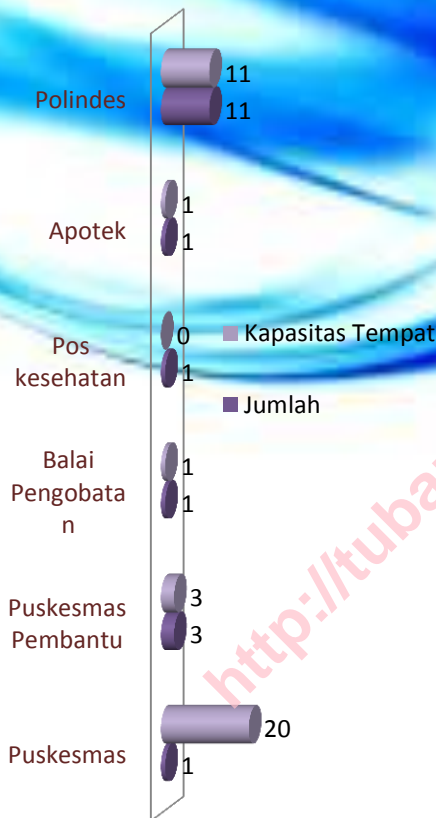 11
Polindes
11
1
Apotek
1
0
Kapasitas Tempat
Pos
kesehatan
1
Jumlah
Balai
Pengobata
n
1
1
Puskesmas
Pembantu
3
3
20
Puskesmas
1
http://tuba